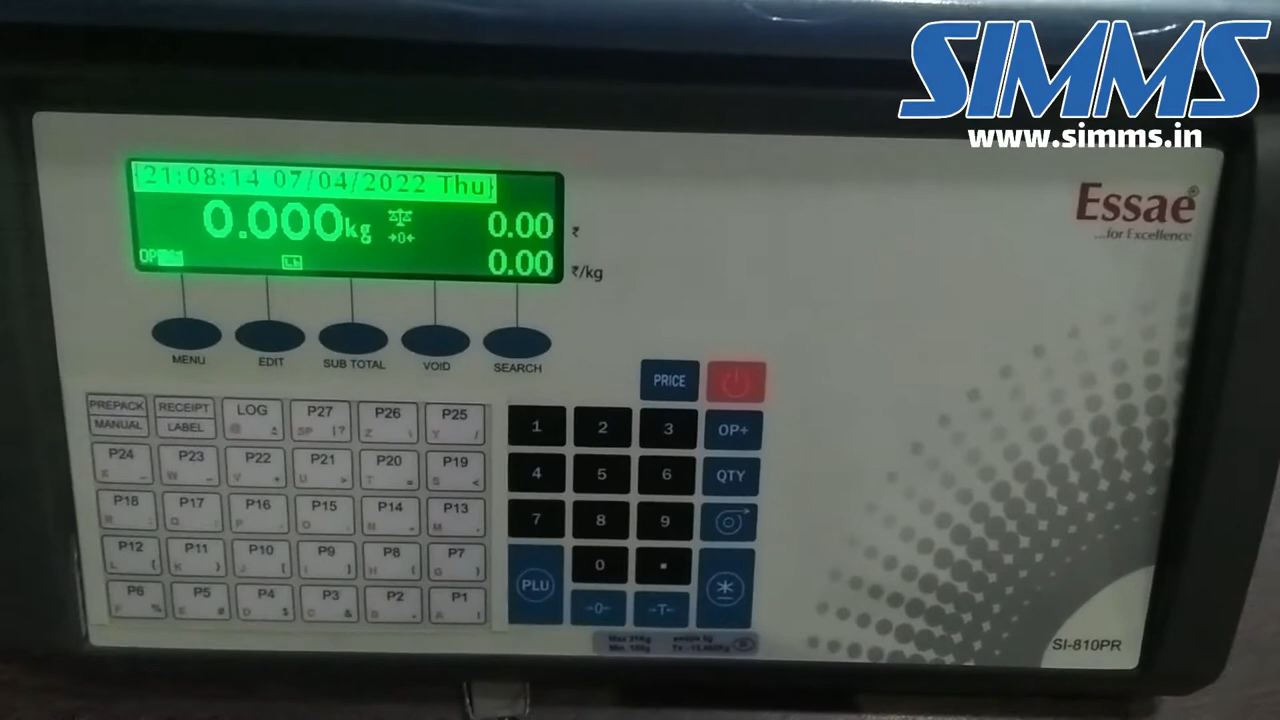 SIMMS
www.simms.in
Essae®
...for Excellence
21:08:14 07/04/2022 Thu
0.000kg
→0←
0.00 ₹
OP
0.00 ₹/kg
MENU EDIT SUB TOTAL VOID SEARCH
PRICE
PREPACK RECEIPT LOG P27 P26 P25
MANUAL LABEL @ SP |? Z \ Y /
1 2 3 OP+
P24 P23 P22 P21 P20 P19
X _ W _ V + U > T = S <
4 5 6 QTY
P18 P17 P16 P15 P14 P13
R : Q P O N M
7 8 9
P12 P11 P10 P9 P8 P7
L K } J I ] H G )
PLU 0 .
P6 P5 P4 P3 P2 P1
F % E # D $ C & B A !
-0- -T- *
Min. 100g
SI-810PR